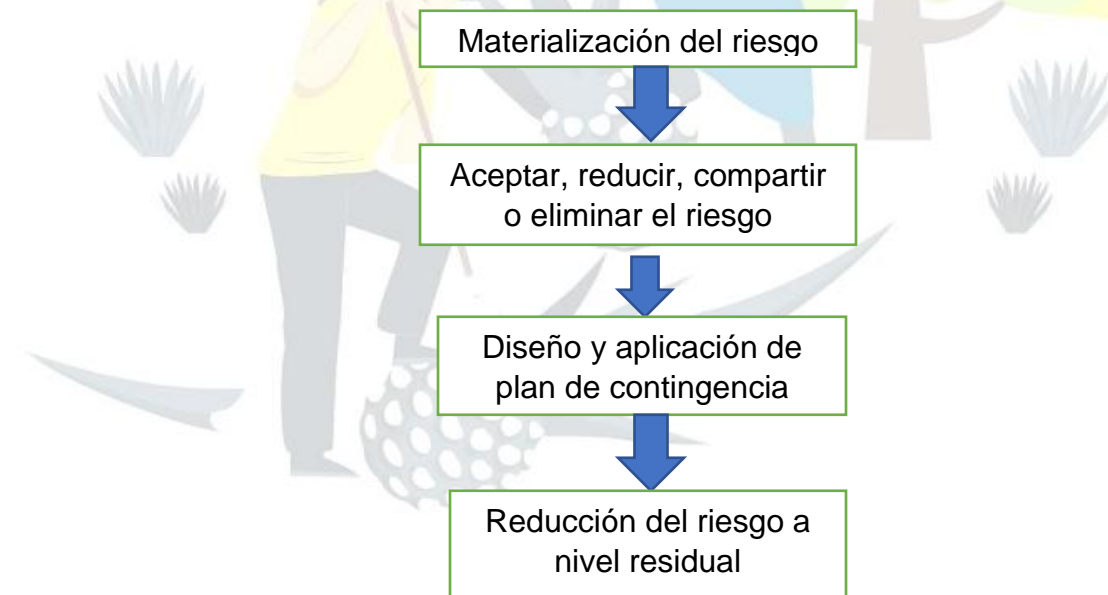 Materialización del riesgo
Aceptar, reducir, compartir
o eliminar el riesgo
Diseño y aplicación de
plan de contingencia
Reducción del riesgo a
nivel residual